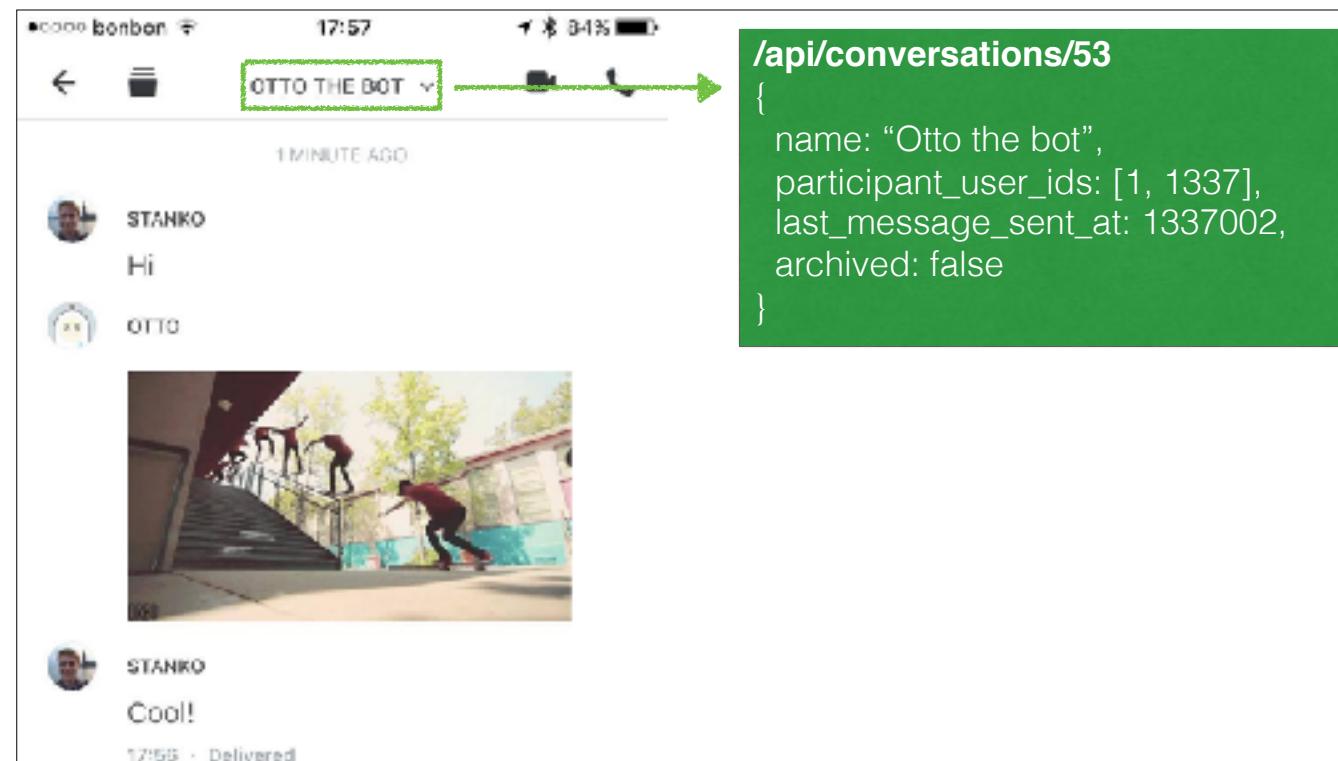 bonbon 17:57 84%
OTTO THE BOT
1 MINUTE AGO
STANKO
Hi
OTTO
STANKO
Cool!
17:56 · Delivered
/api/conversations/53
{
name: “Otto the bot”,
participant_user_ids: [1, 1337],
last_message_sent_at: 1337002,
archived: false
}